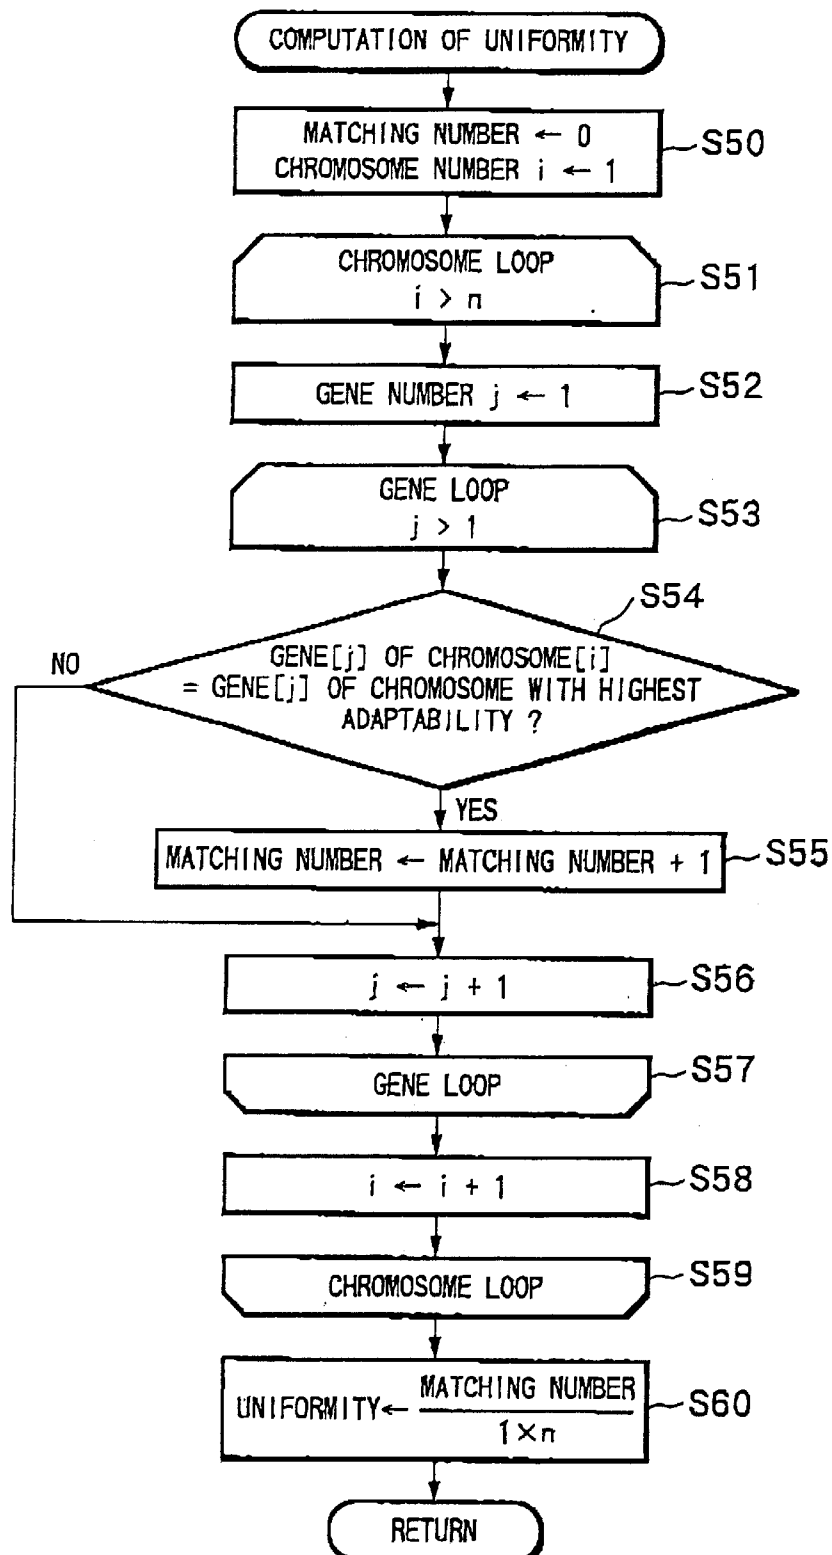 COMPUTATION OF UNIFORMITY
MATCHING NUMBER ← 0
CHROMOSOME NUMBER i ← 1
S50
CHROMOSOME LOOP
i > n
S51
GENE NUMBER j ← 1
S52
GENE LOOP
j > 1
S53
S54
GENE[j] OF CHROMOSOME[i]
= GENE[j] OF CHROMOSOME WITH HIGHEST
ADAPTABILITY ?
NO
YES
MATCHING NUMBER ← MATCHING NUMBER + 1
S55
j ← j + 1
S56
GENE LOOP
S57
i ← i + 1
S58
CHROMOSOME LOOP
S59
MATCHING NUMBER
UNIFORMITY←
1×n
S60
RETURN